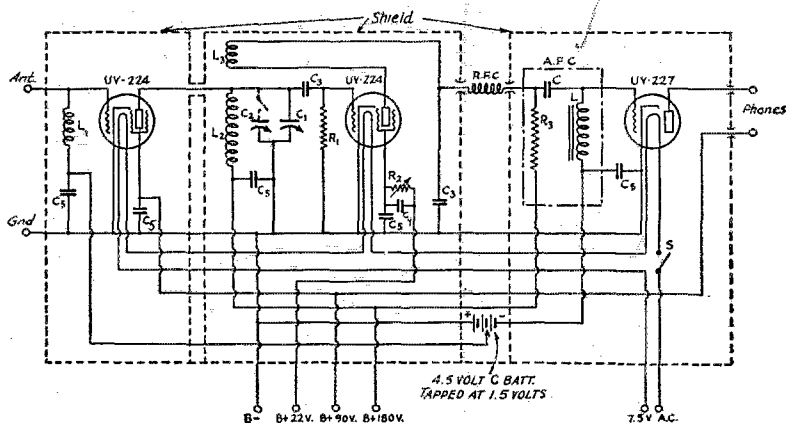 Shield
A.F.C
Ant.
UY-224
L3
C3
UY-224
R.F.C
C
UY-227
Phones
L1
L2
C2
C1
R1
R3
L
R2
C4
C5
C5
C5
C5
C3
C5
Gnd
S
+ -
4.5 VOLT C BATT.
TAPPED AT 1.5 VOLTS
B- B+22V. B+90V. B+180V. 7.5V A.C.